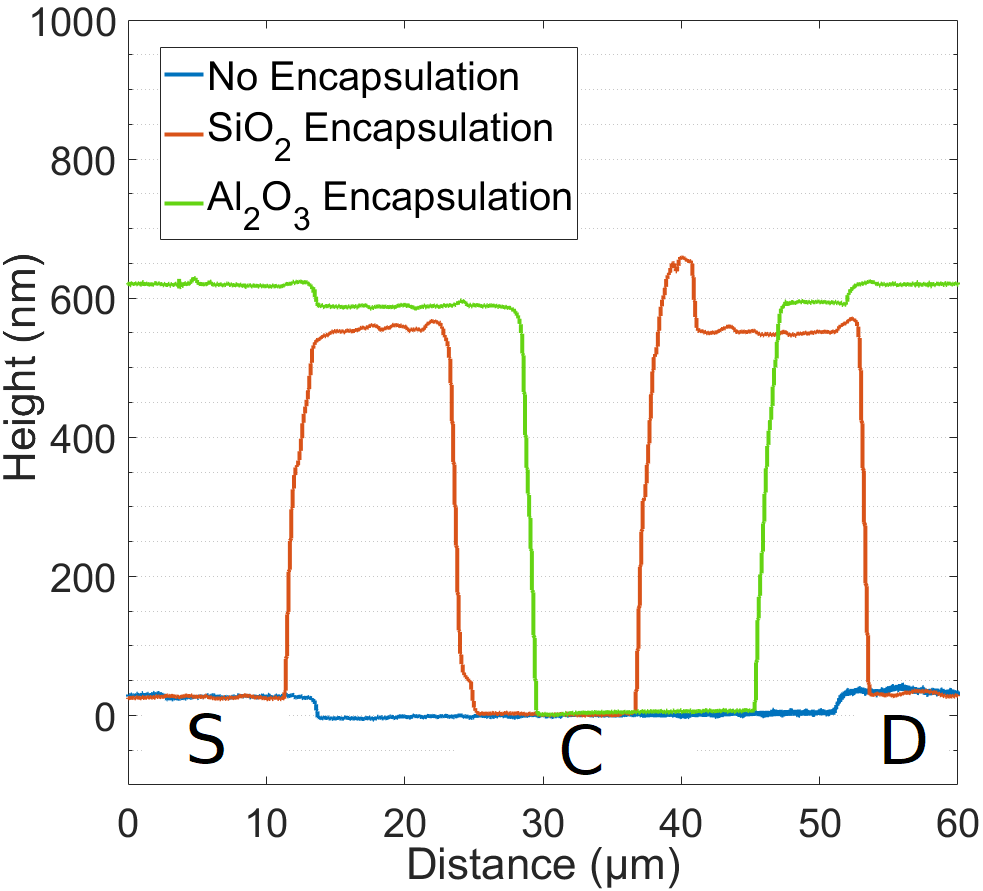 1000
800
600
400
200
0
Height (nm)
No Encapsulation
SiO2 Encapsulation
Al2O3 Encapsulation
S
C
D
0 10 20 30 40 50 60
Distance (µm)